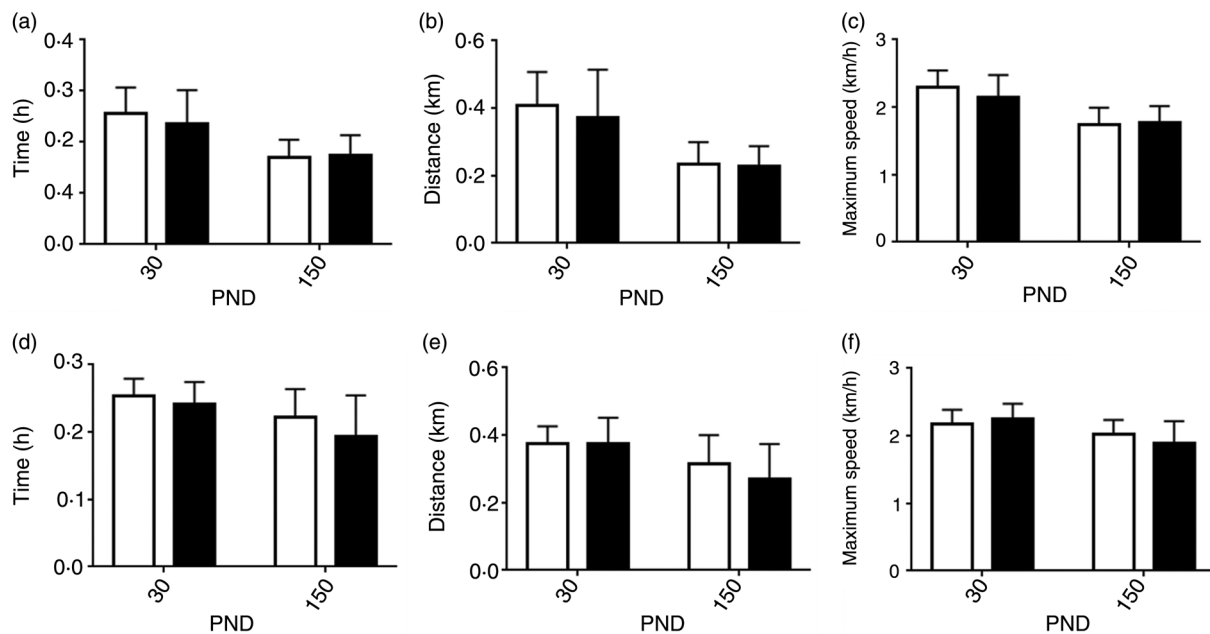 (a)
0·4
0·3
0·2
0·4
0·0
Time (h)
30
150
PND
(b)
0·6
0·4
0·2
0·0
Distance (km)
30
150
PND
(c)
3
2
1
0
Maximum speed (km/h)
30
150
PND
(d)
0·3
0·2
0·1
0·0
Time (h)
30
150
PND
(e)
0·6
0·4
0·2
0·0
Distance (km)
30
150
PND
(f)
3
2
1
0
Maximum speed (km/h)
30
150
PND